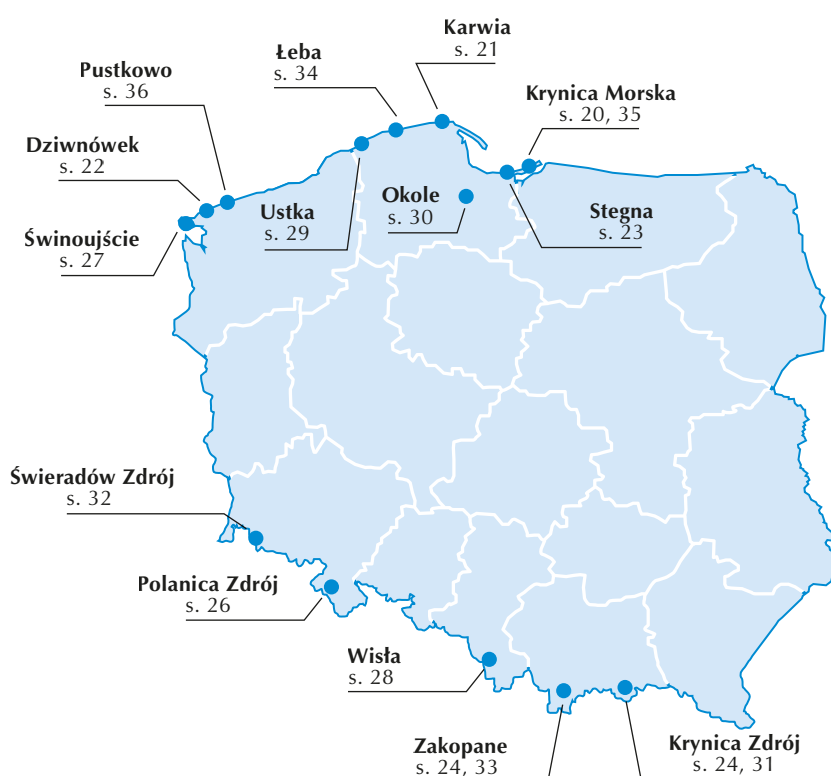 Karwia
s. 21
Łeba
s. 34
Pustkowo
s. 36
Krynica Morska
s. 20, 35
Dziwnówek
s. 22
Okole
s. 30
Ustka
s. 29
Stegna
s. 23
Świnoujście
s. 27
Świeradów Zdrój
s. 32
Polanica Zdrój
s. 26
Wisła
s. 28
Zakopane
s. 24, 33
Krynica Zdrój
s. 24, 31